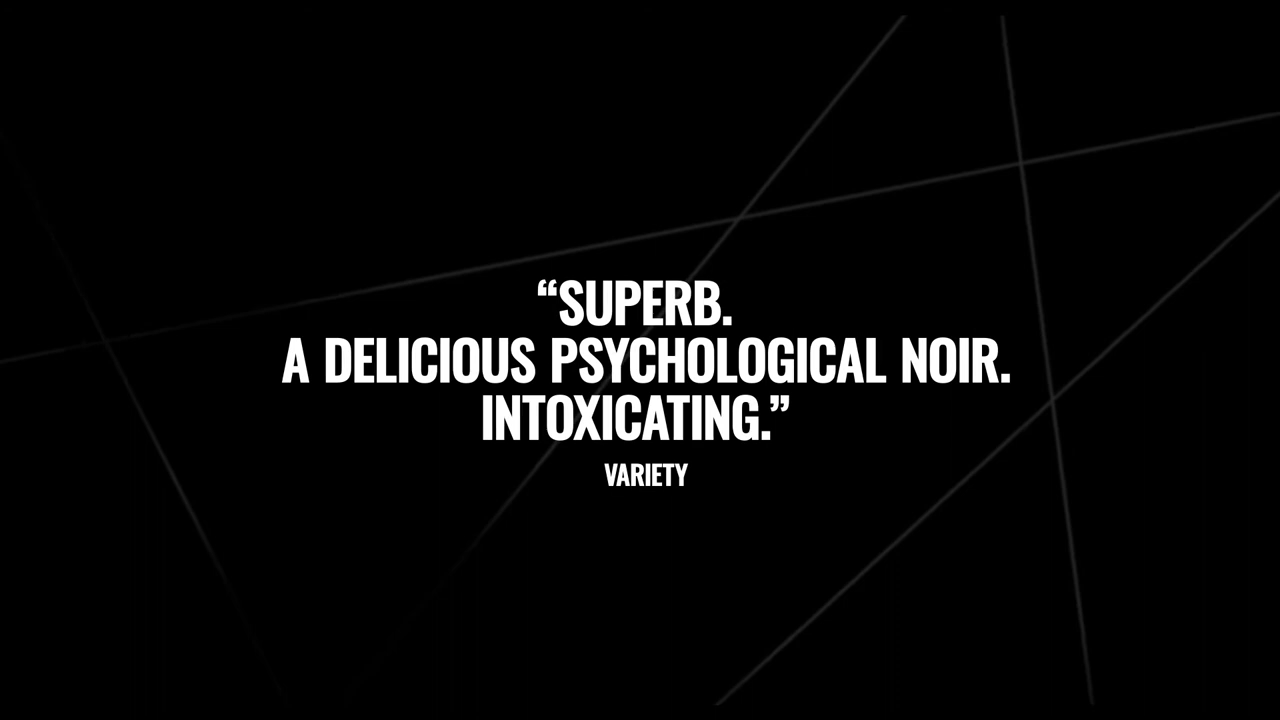 “SUPERB.
A DELICIOUS PSYCHOLOGICAL NOIR.
INTOXICATING.”
VARIETY